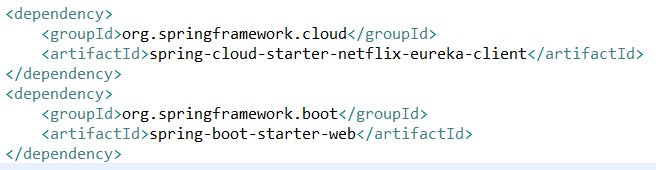 <dependency>
    <groupId>org.springframework.cloud</groupId>
    <artifactId>spring-cloud-starter-netflix-eureka-client</artifactId>
</dependency>
<dependency>
    <groupId>org.springframework.boot</groupId>
    <artifactId>spring-boot-starter-web</artifactId>
</dependency>